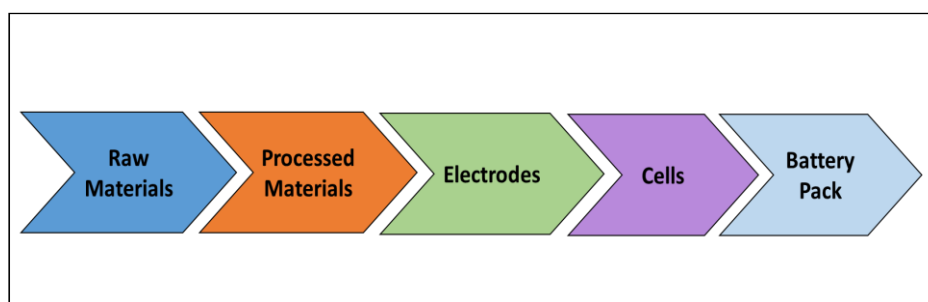 Raw
Materials
Processed
Materials
Electrodes
Cells
Battery
Pack